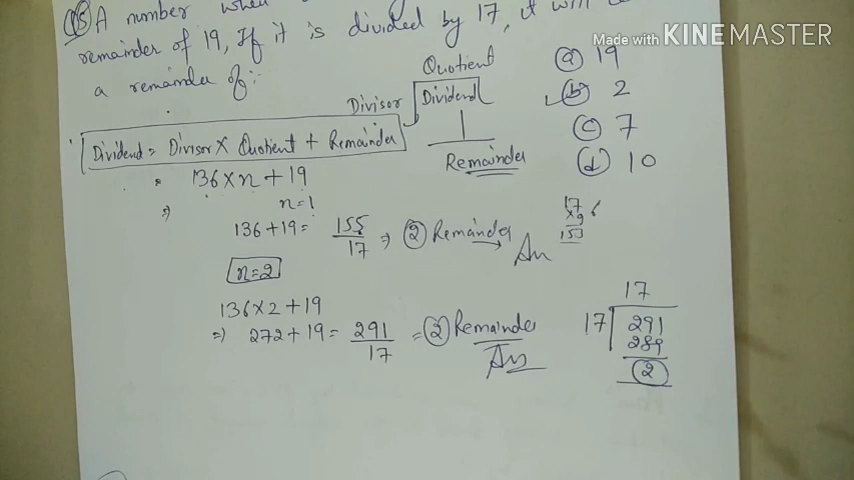 Q5 A number when
remainder of 19, If it is divided by 17, it will
a remainder of :-
Made with KINEMASTER
Quotient
Divisor Dividend
Remainder
(a) 19
(b) 2
(c) 7
(d) 10
Dividend = Divisor × Quotient + Remainder
136 × n + 19
⇒ n = 1
136 + 19 = 155/17 ⇒ 2 Remainder Ans
17
×9
153
n = 2
136 × 2 + 19
⇒ 272 + 19 = 291/17 = 2 Remainder
Ans
17
17 291
289
2